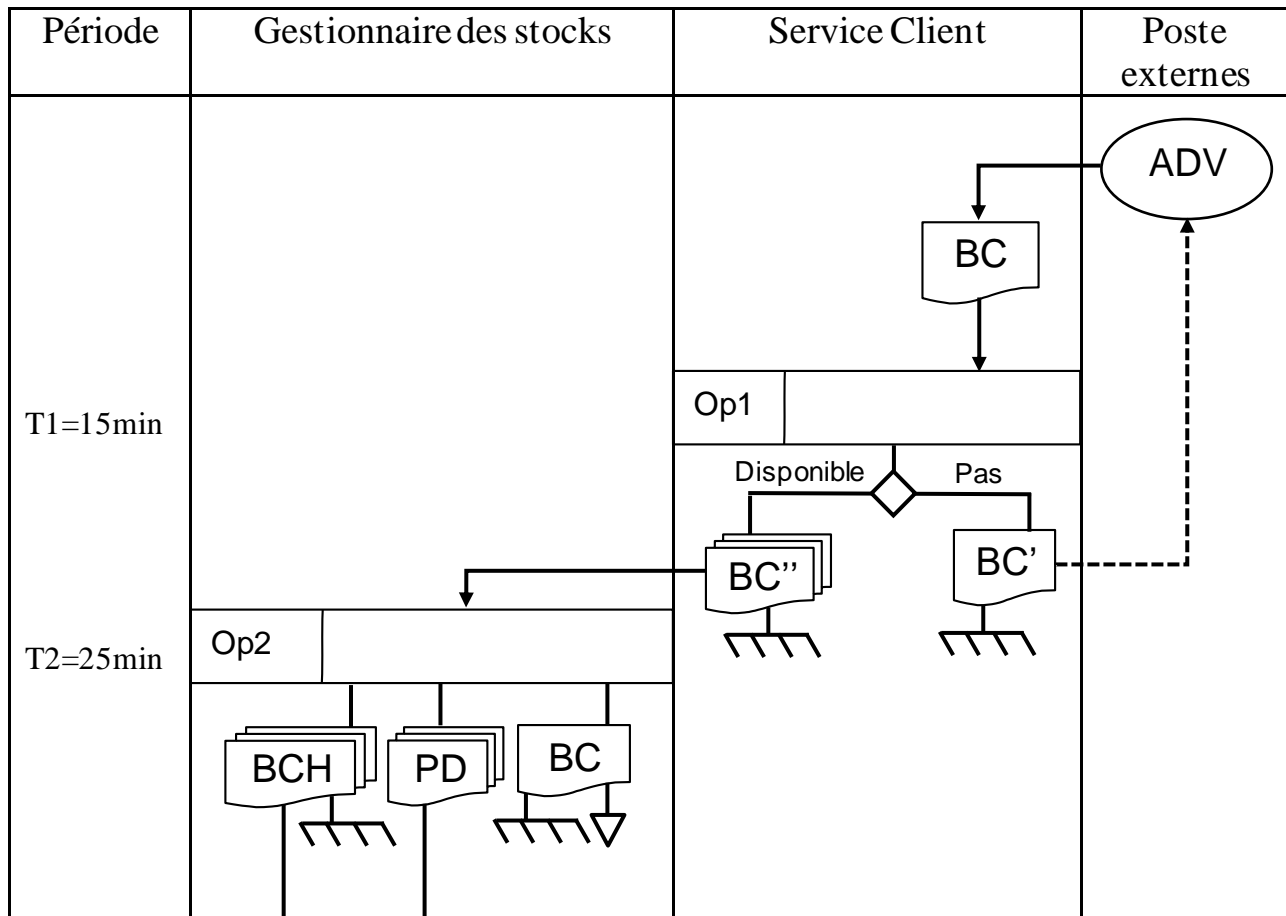 Période
Gestionnaire des stocks
Service Client
Poste
externes
ADV
BC
T1=15min
Op1
Disponible
Pas
BC’’
BC’
T2=25min
Op2
BCH
PD
BC